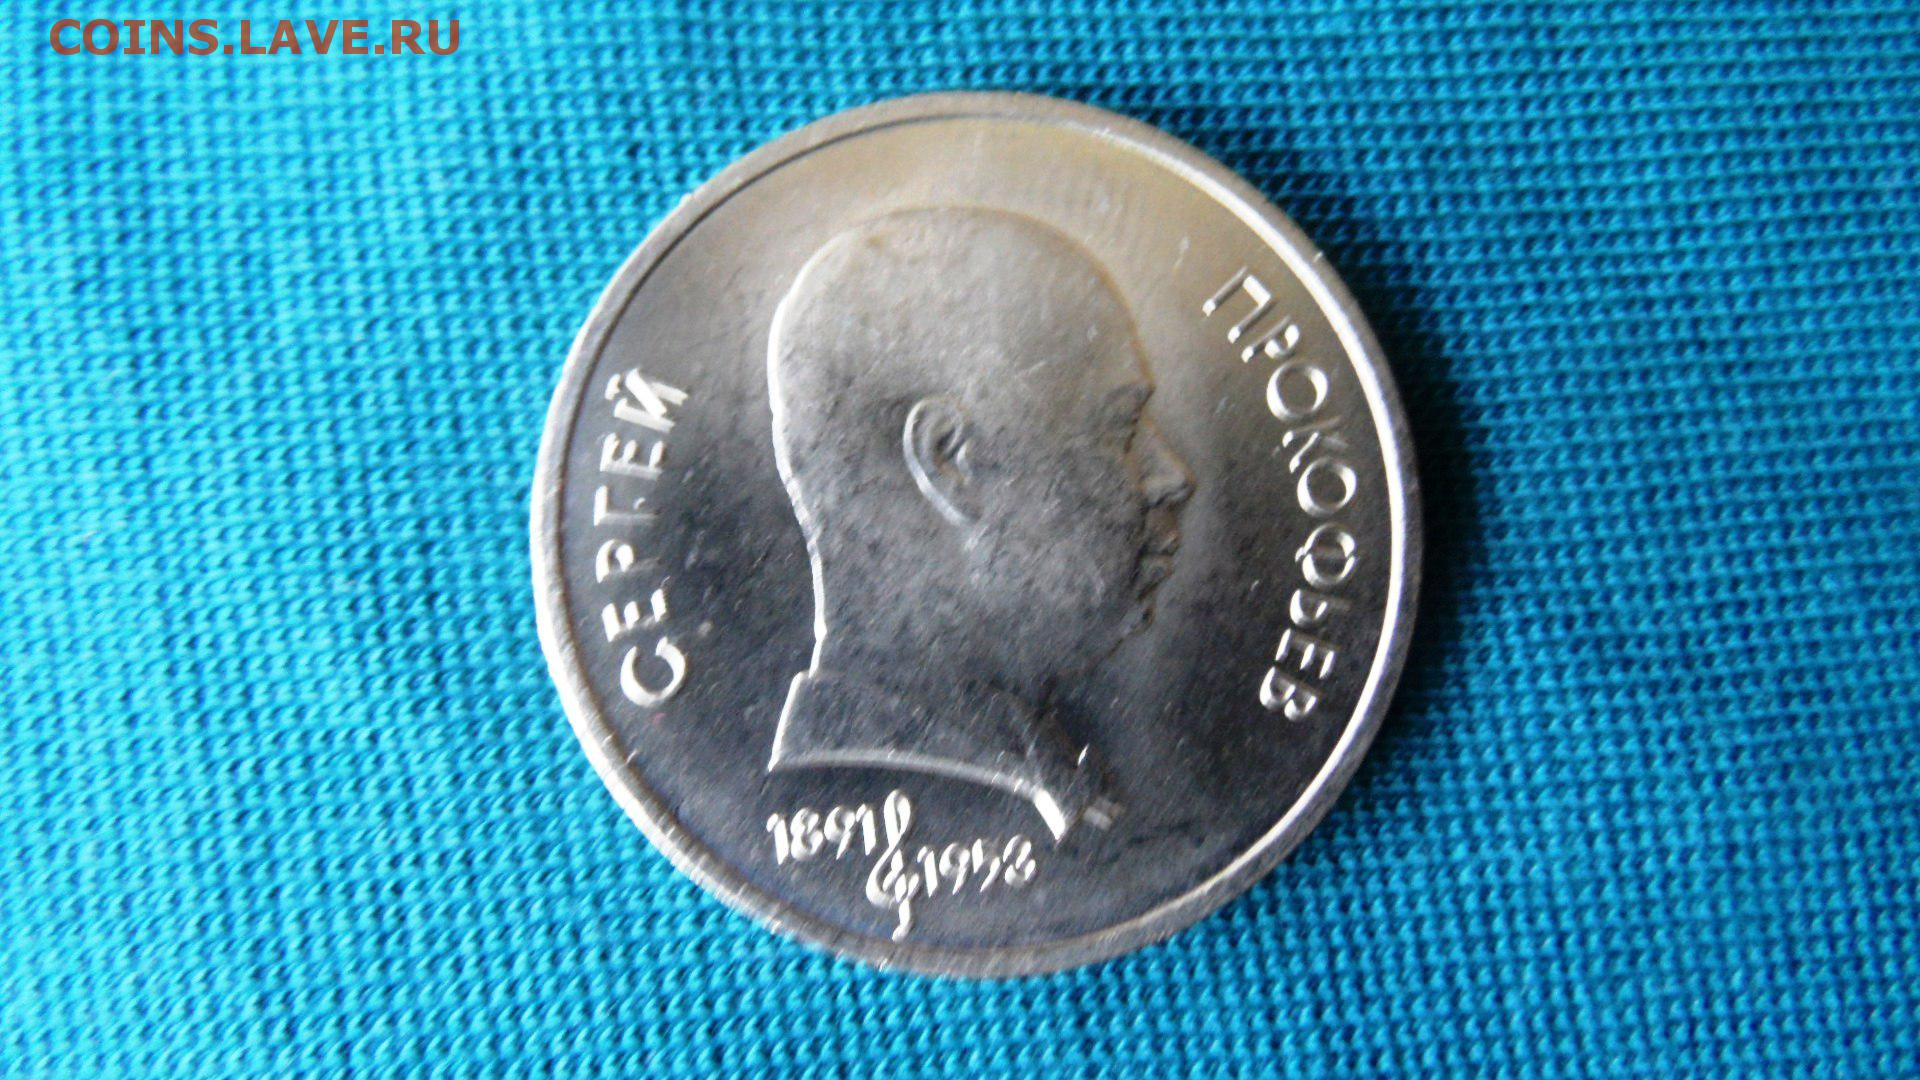 COINS.LAVE.RU
СЕРГЕЙ
ПРОКОФЬЕВ
1891
1953